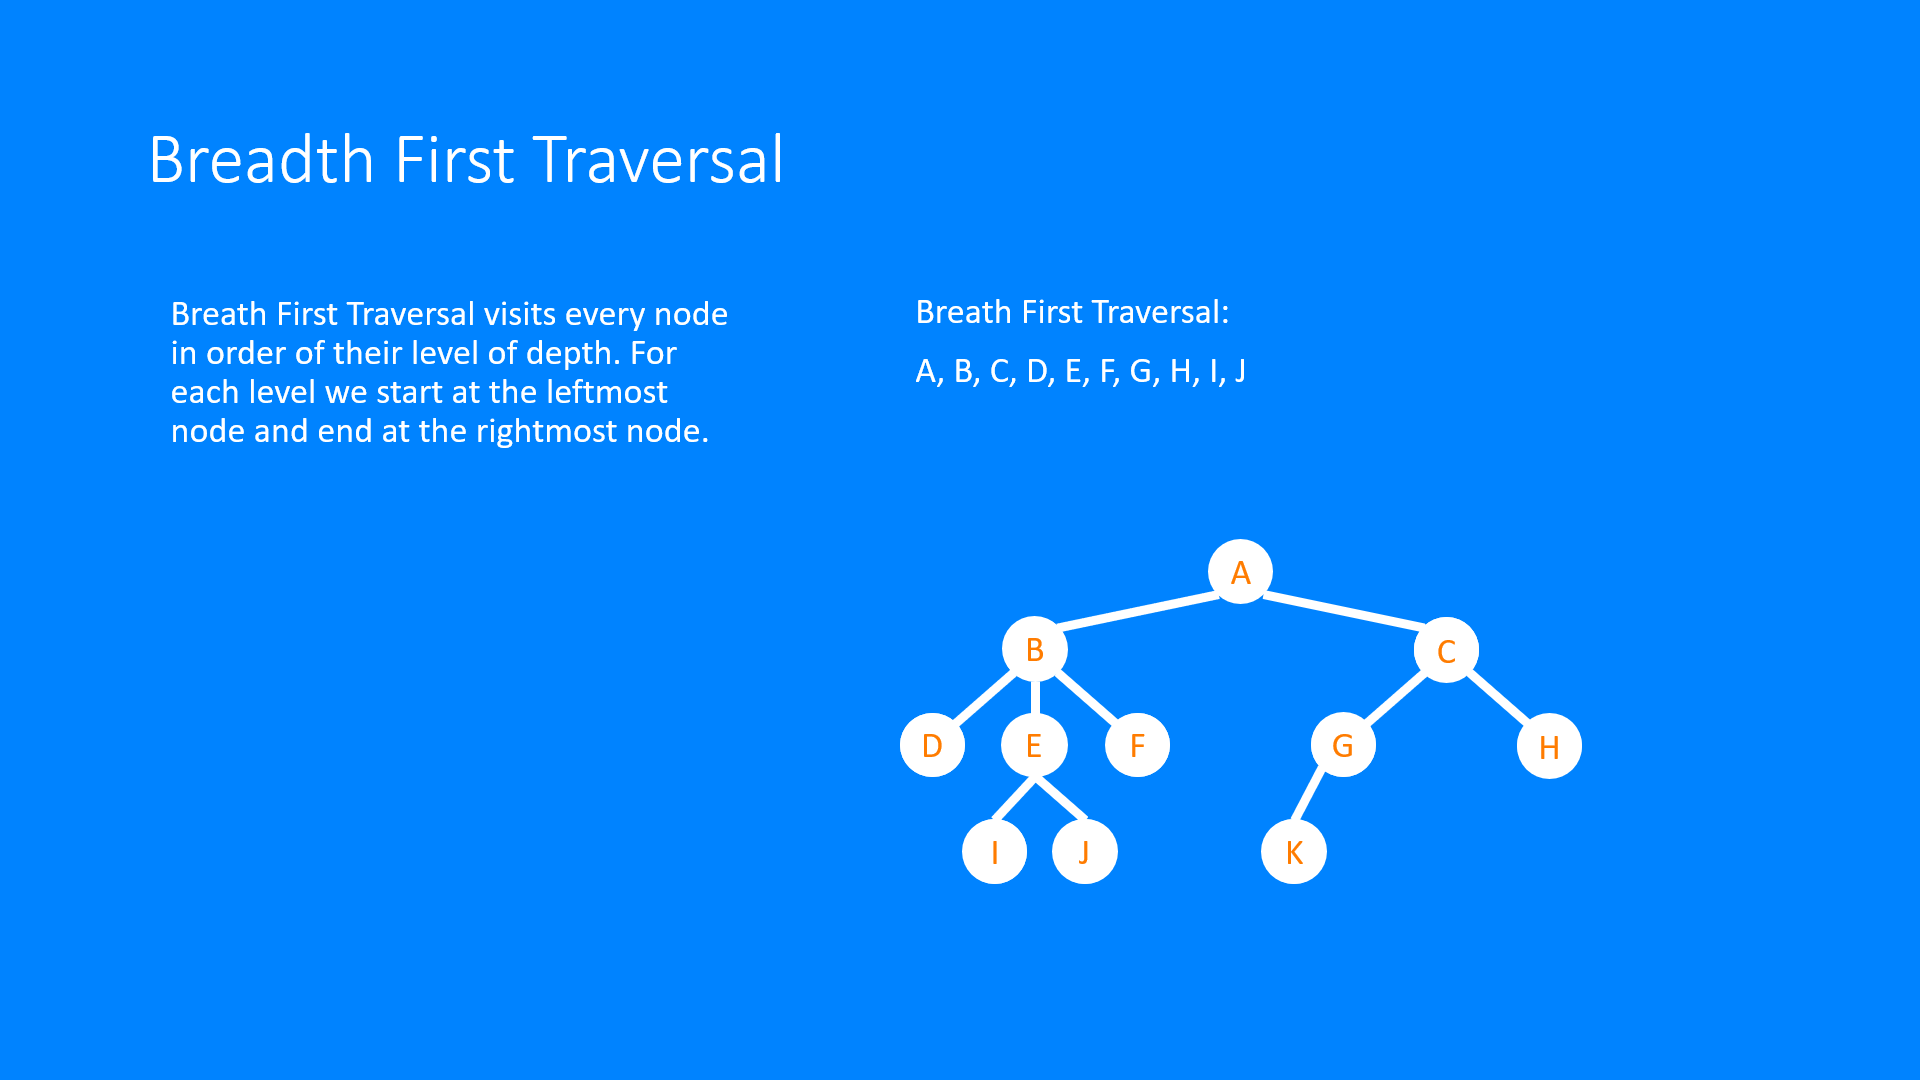 Breadth First Traversal
Breath First Traversal visits every node
in order of their level of depth. For
each level we start at the leftmost
node and end at the rightmost node.
Breath First Traversal:
A, B, C, D, E, F, G, H, I, J
A
B
C
D
E
F
G
H
I
J
K